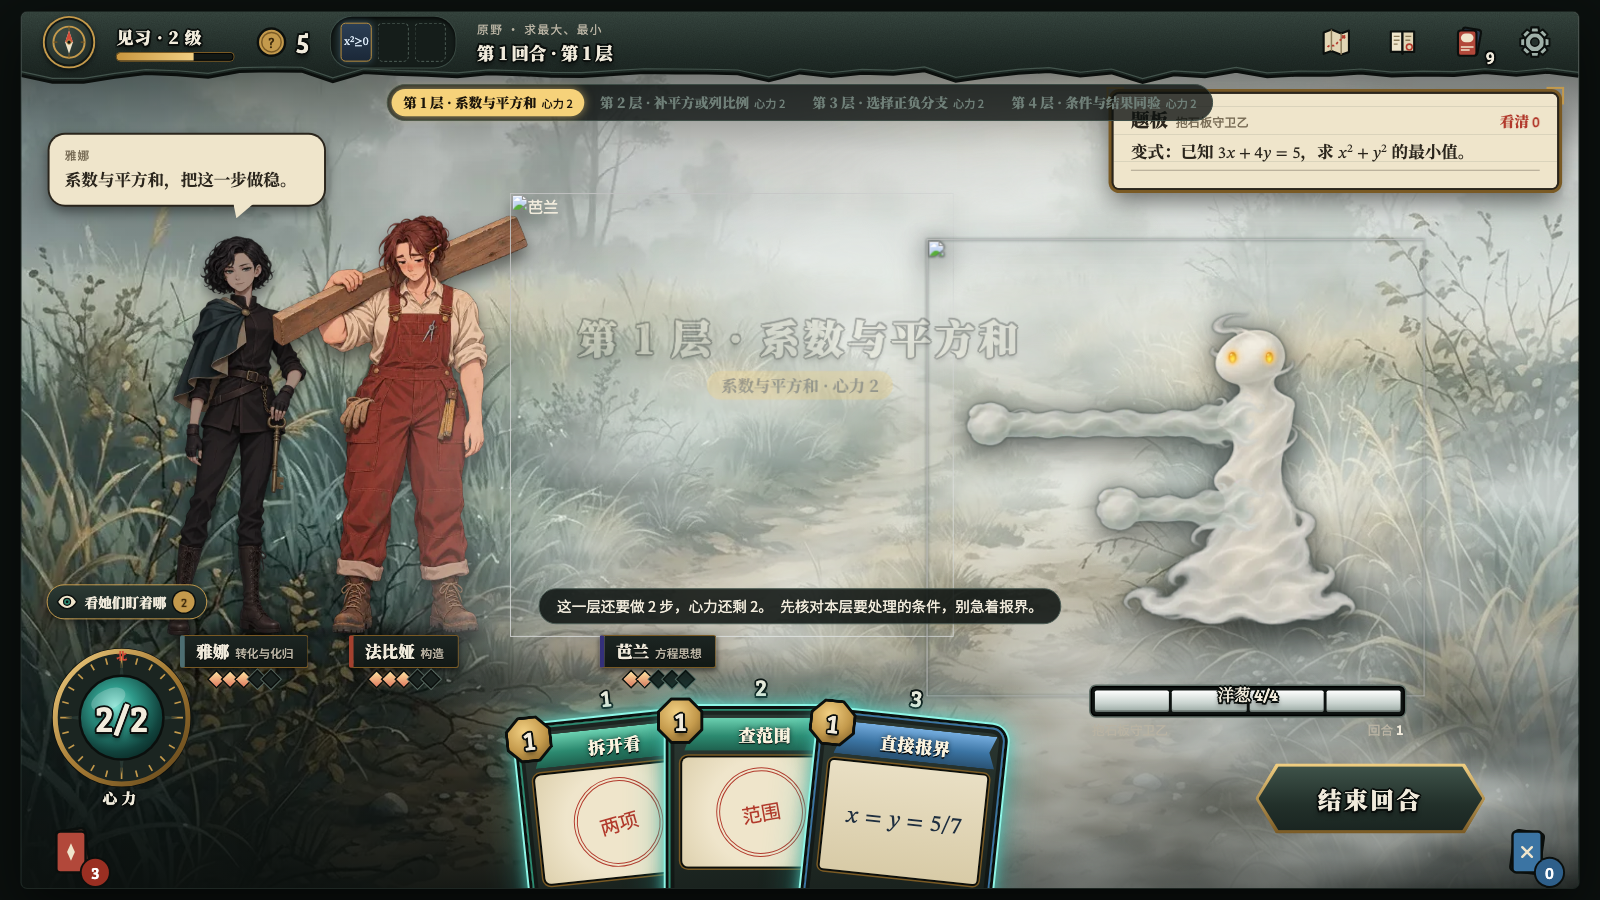 见习·2 级
? 5
x²≥0
原野 · 求最大、最小
第1回合·第1层
9
第 1 层 · 系数与平方和 心力 2
第 2 层 · 补平方或列比例 心力 2
第 3 层 · 选择正负分支 心力 2
第 4 层 · 条件与结果同验 心力 2
题板 抱石板守卫乙
看清 0
变式：已知 3x + 4y = 5，求 x² + y² 的最小值。
雅娜
系数与平方和，把这一步做稳。
芭兰
第 1 层 · 系数与平方和
系数与平方和 · 心力 2
看她们盯着哪 2
这一层还要做 2 步，心力还剩 2。 先核对本层要处理的条件，别急着报界。
雅娜 转化与化归
法比娅 构造
芭兰 方程思想
洋葱 4/4
回合 1
2/2
心力
1
2
3
1 拆开看
两项
1 查范围
范围
1 直接报界
x = y = 5/7
结束回合
3
0